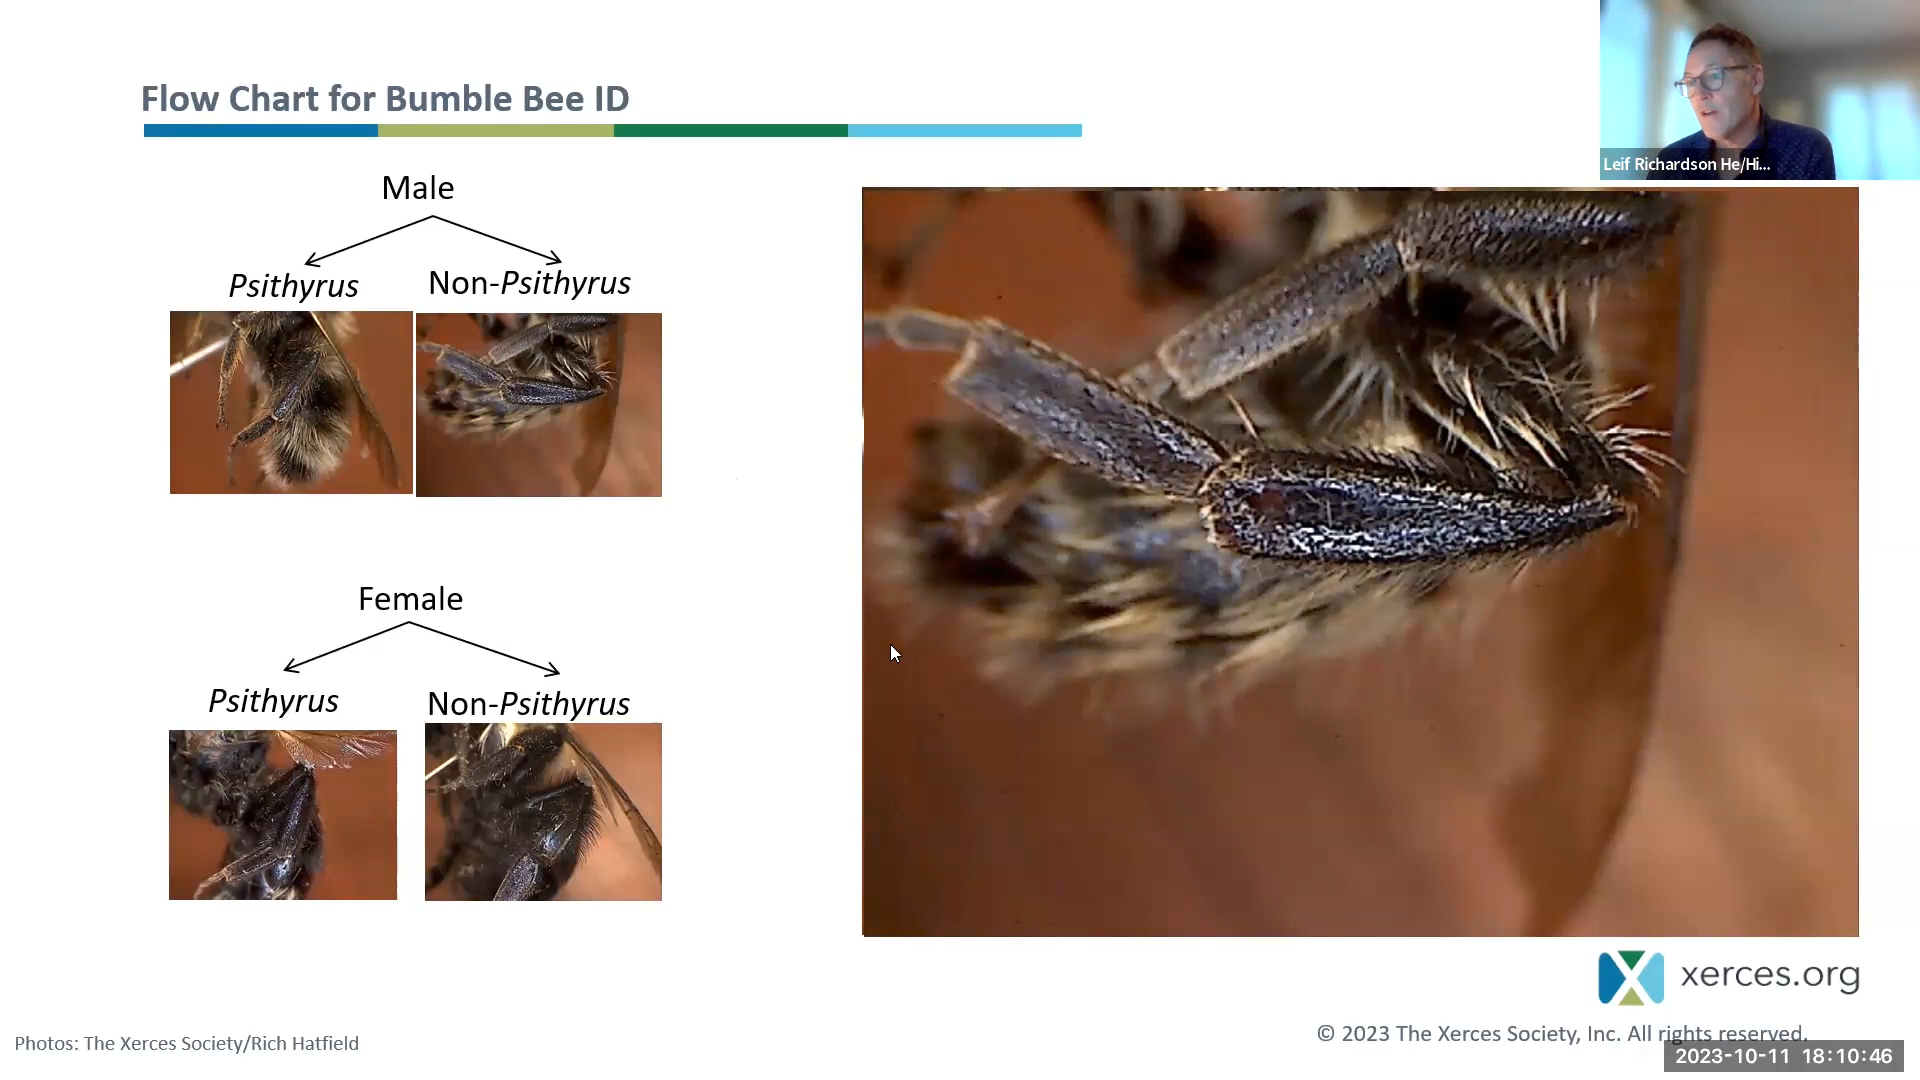 Flow Chart for Bumble Bee ID
Leif Richardson He/Hi...
Male
Psithyrus
Non-Psithyrus
Female
Psithyrus
Non-Psithyrus
xerces.org
Photos: The Xerces Society/Rich Hatfield
© 2023 The Xerces Society, Inc. All rights reserved.
2023-10-11 18:10:46